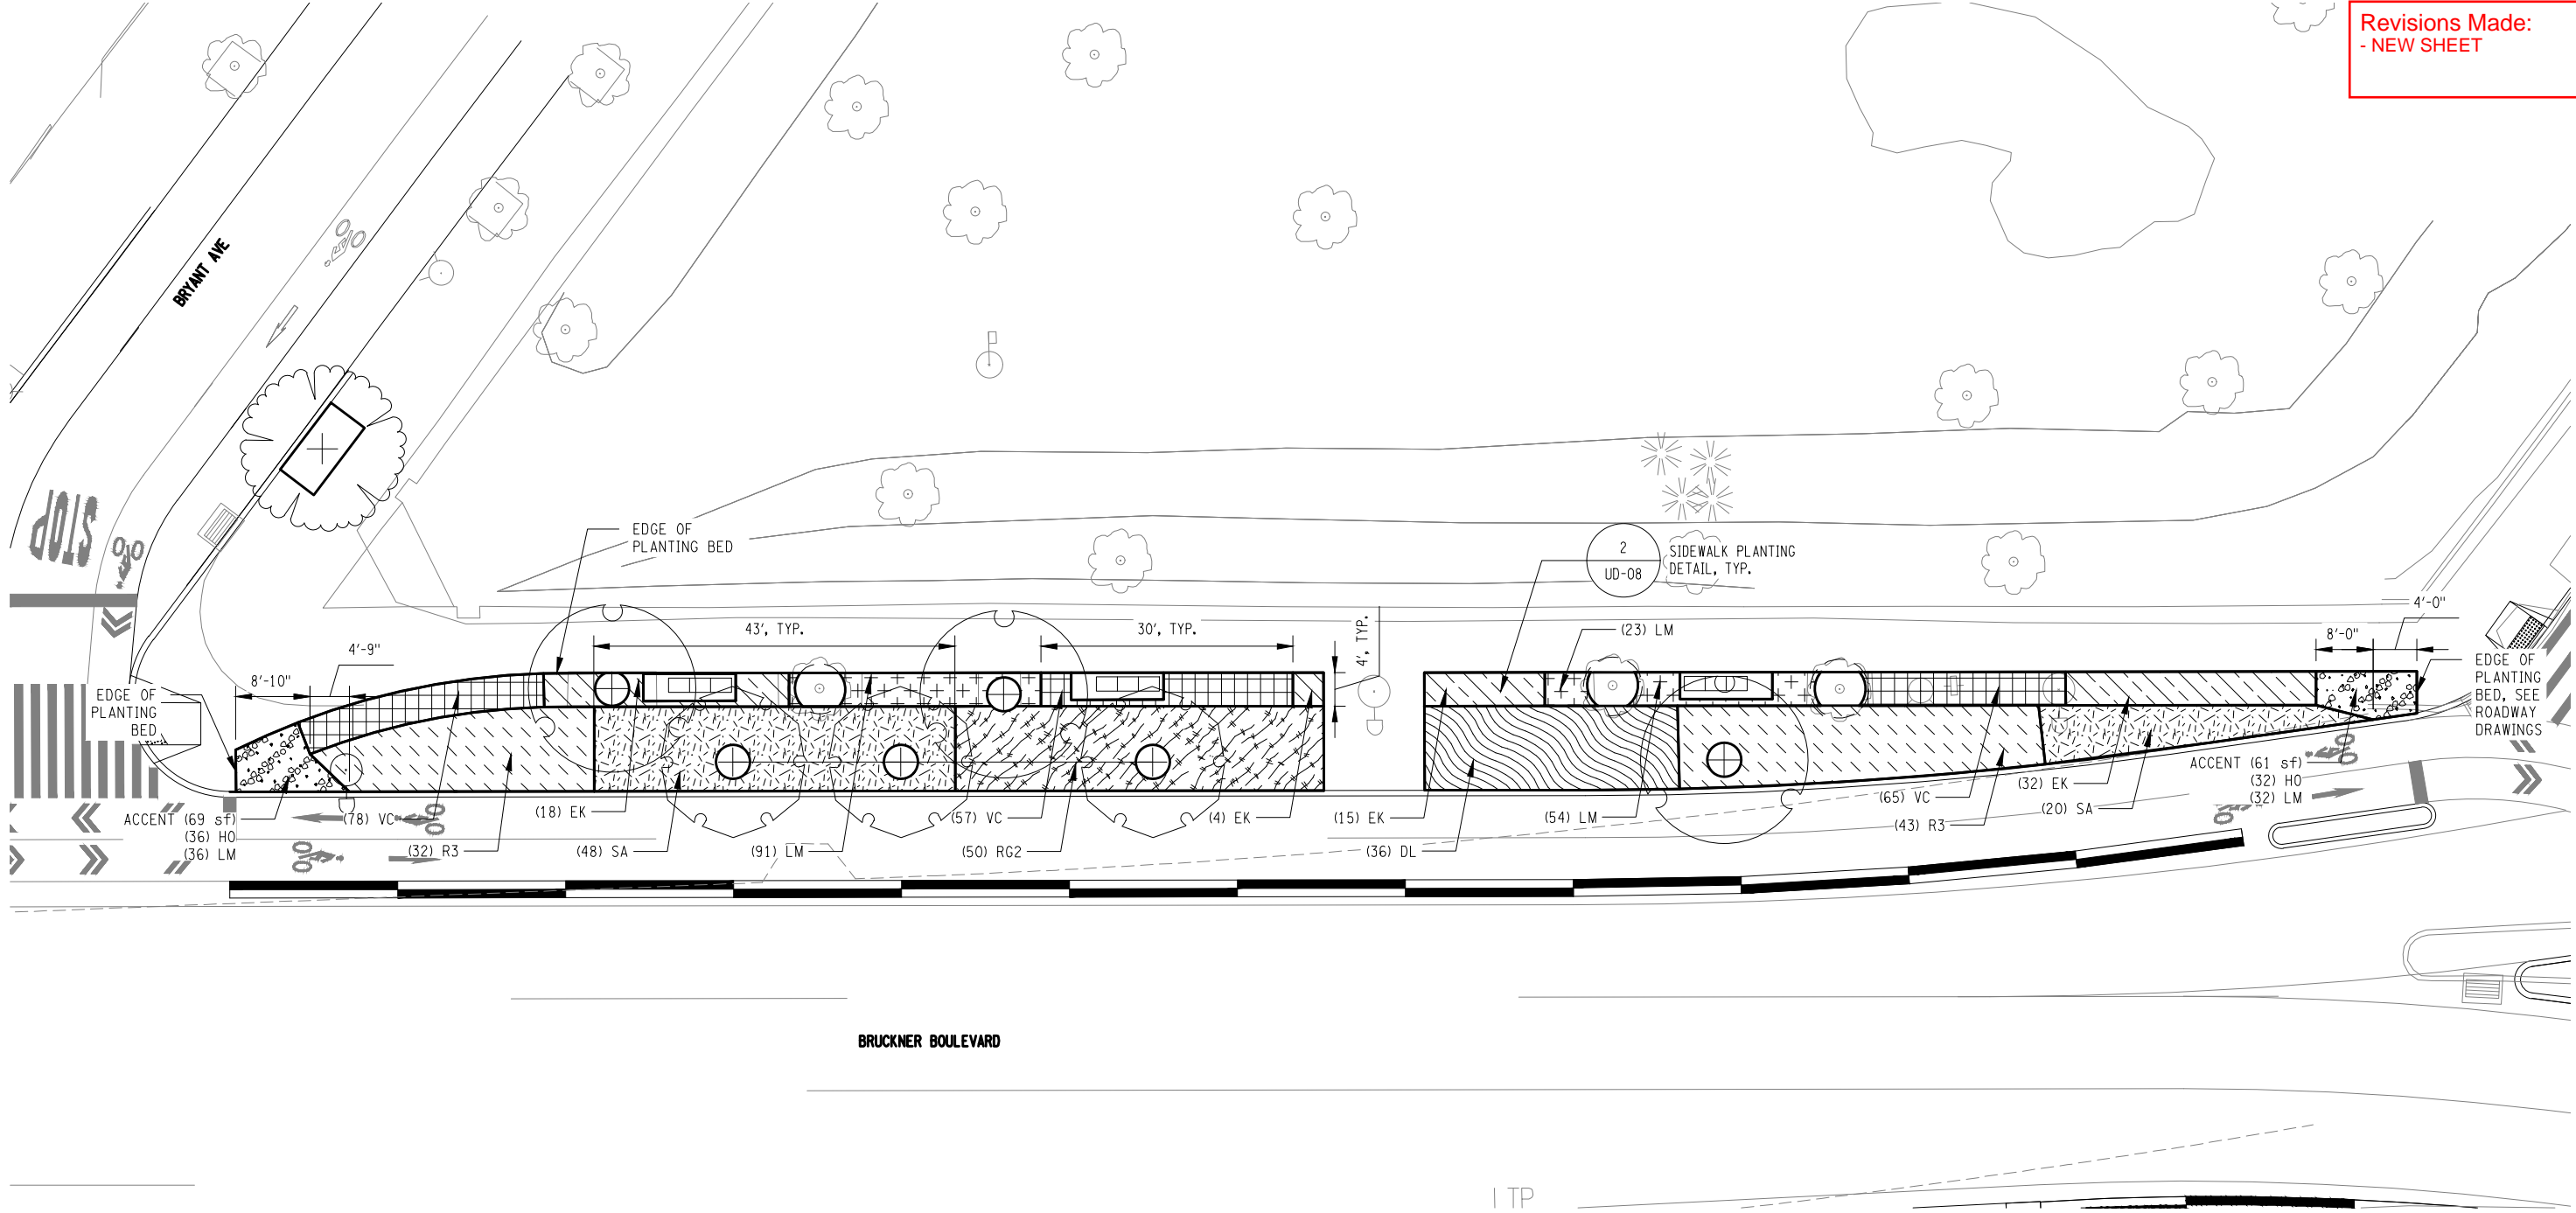 Revisions Made:
- NEW SHEET
BRYANT AVE
STOP
EDGE OF
PLANTING BED
2
UD-08
SIDEWALK PLANTING
DETAIL, TYP.
43', TYP.
30', TYP.
4', TYP.
(23) LM
4'-0"
8'-0"
4'-9"
8'-10"
EDGE OF
PLANTING
BED
EDGE OF
PLANTING
BED, SEE
ROADWAY
DRAWINGS
ACCENT (69 sf)
(36) HO
(36) LM
(78) VC
(32) R3
(18) EK
(48) SA
(91) LM
(57) VC
(50) RG2
(4) EK
(15) EK
(36) DL
(54) LM
(43) R3
(65) VC
(32) EK
(20) SA
ACCENT (61 sf)
(32) HO
(32) LM
BRUCKNER BOULEVARD
LTP